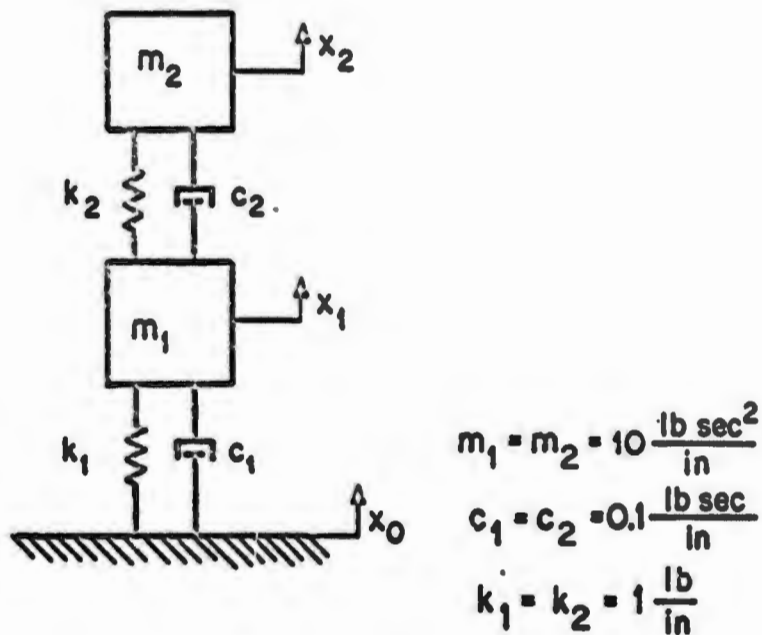 m₂
x₂
k₂
c₂
m₁
x₁
k₁
c₁
x₀
m₁ = m₂ = 10 lb sec²/in
c₁ = c₂ = 0.1 lb sec/in
k₁ = k₂ = 1 lb/in